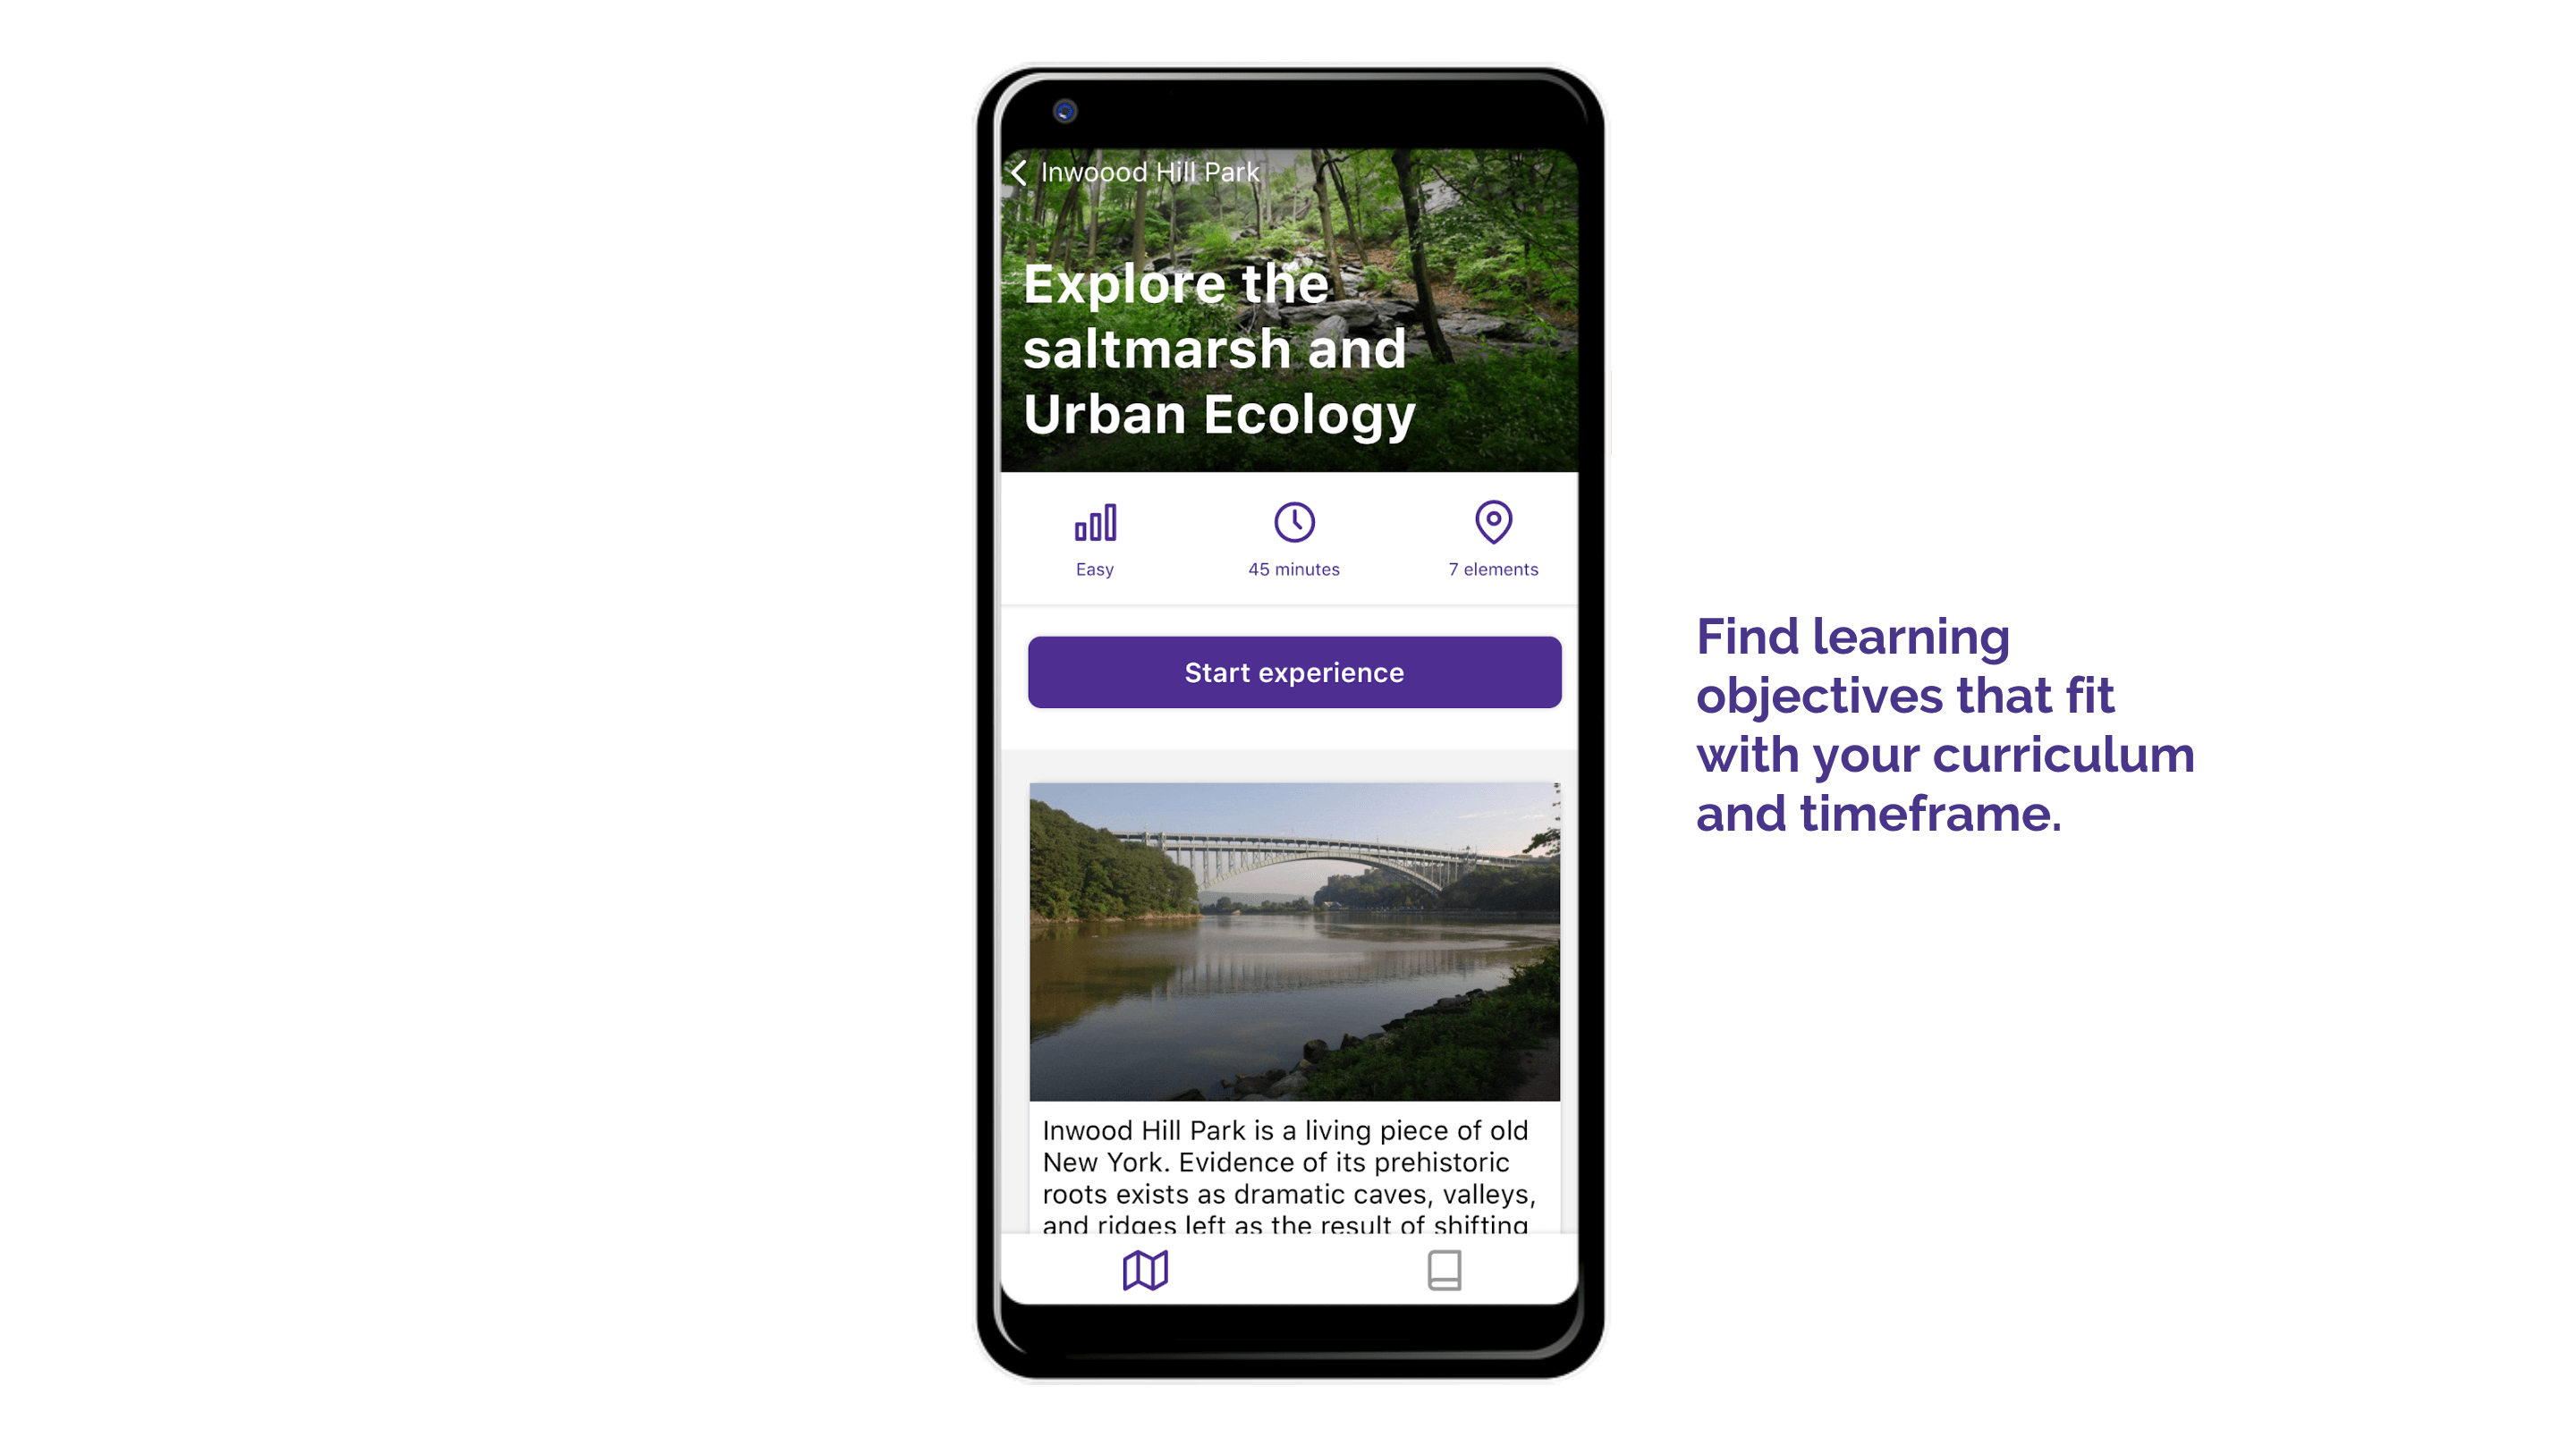 Inwoood Hill Park
Explore the
saltmarsh and
Urban Ecology
Easy
45 minutes
7 elements
Start experience
Inwood Hill Park is a living piece of old
New York. Evidence of its prehistoric
roots exists as dramatic caves, valleys,
and ridges left as the result of shifting
Find learning
objectives that fit
with your curriculum
and timeframe.